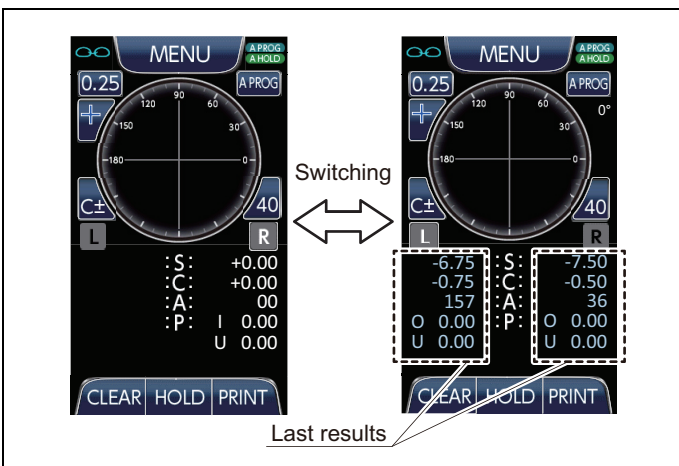 MENU
A PROG
A HOLD
0.25
A PROG
90
120 60
150 30
180 0
C± 40
L R
:S: +0.00
:C: +0.00
:A: 00
:P: I 0.00
U 0.00
CLEAR HOLD PRINT
Switching
MENU
A PROG
A HOLD
0.25
A PROG
0°
90
120 60
150 30
180 0
C± 40
L R
-6.75 :S: -7.50
-0.75 :C: -0.50
157 :A: 36
O 0.00 :P: O 0.00
U 0.00 U 0.00
CLEAR HOLD PRINT
Last results